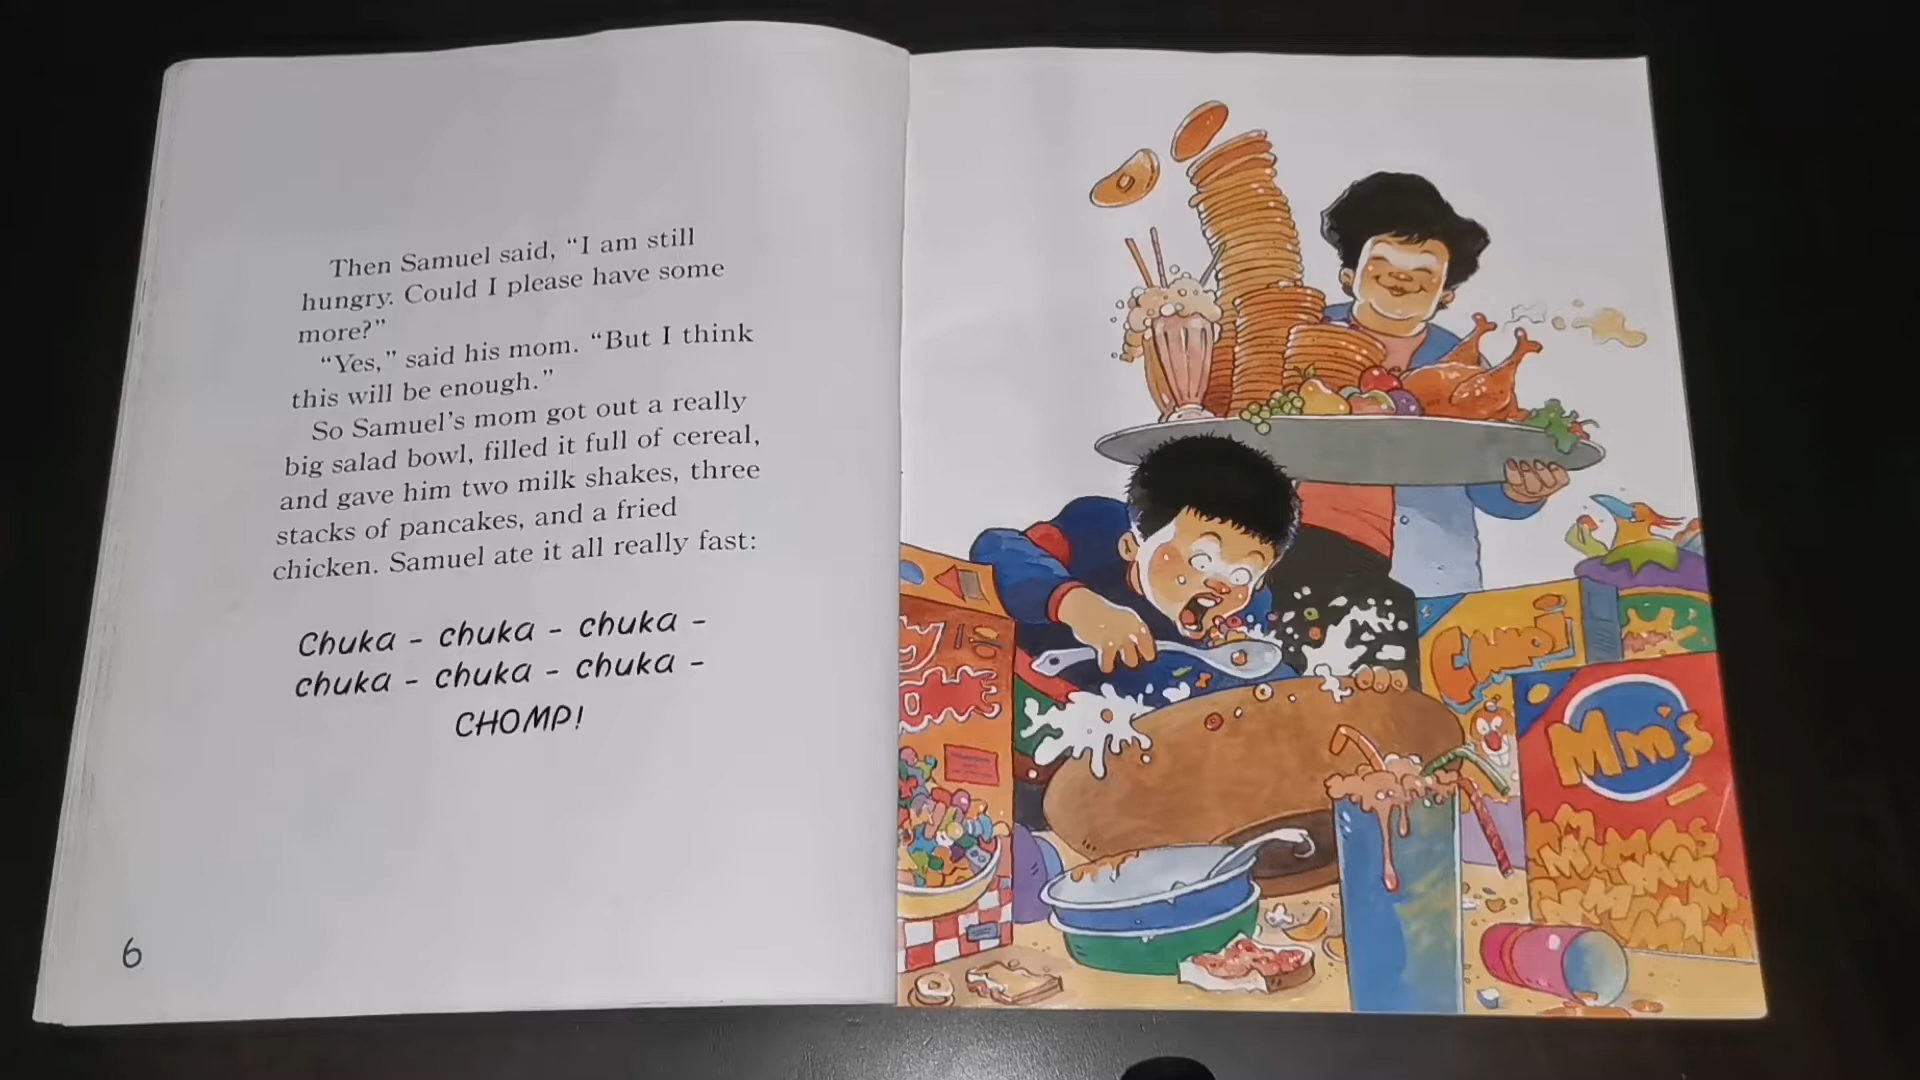 Then Samuel said, “I am still
hungry. Could I please have some
more?”
“Yes,” said his mom. “But I think
this will be enough.”
So Samuel’s mom got out a really
big salad bowl, filled it full of cereal,
and gave him two milk shakes, three
stacks of pancakes, and a fried
chicken. Samuel ate it all really fast:
Chuka - chuka - chuka -
chuka - chuka - chuka -
CHOMP!
6
Mm's